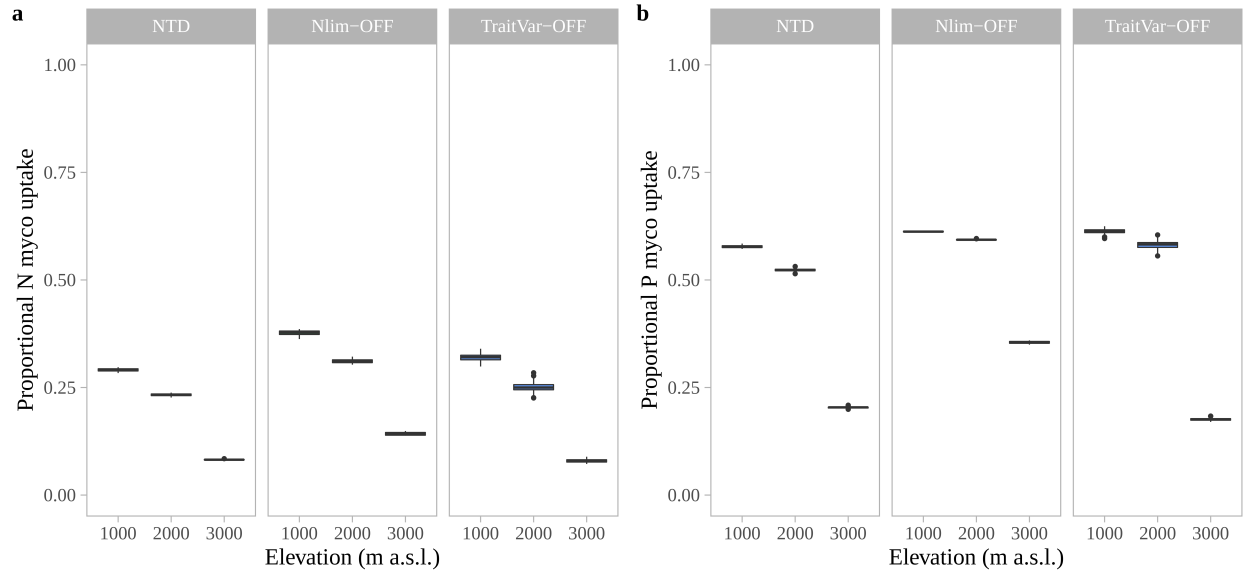 a
NTD
Nlim−OFF
TraitVar−OFF
Proportional N myco uptake
1.00
0.75
0.50
0.25
0.00
1000 2000 3000
1000 2000 3000
1000 2000 3000
Elevation (m a.s.l.)
b
NTD
Nlim−OFF
TraitVar−OFF
Proportional P myco uptake
1.00
0.75
0.50
0.25
0.00
1000 2000 3000
1000 2000 3000
1000 2000 3000
Elevation (m a.s.l.)